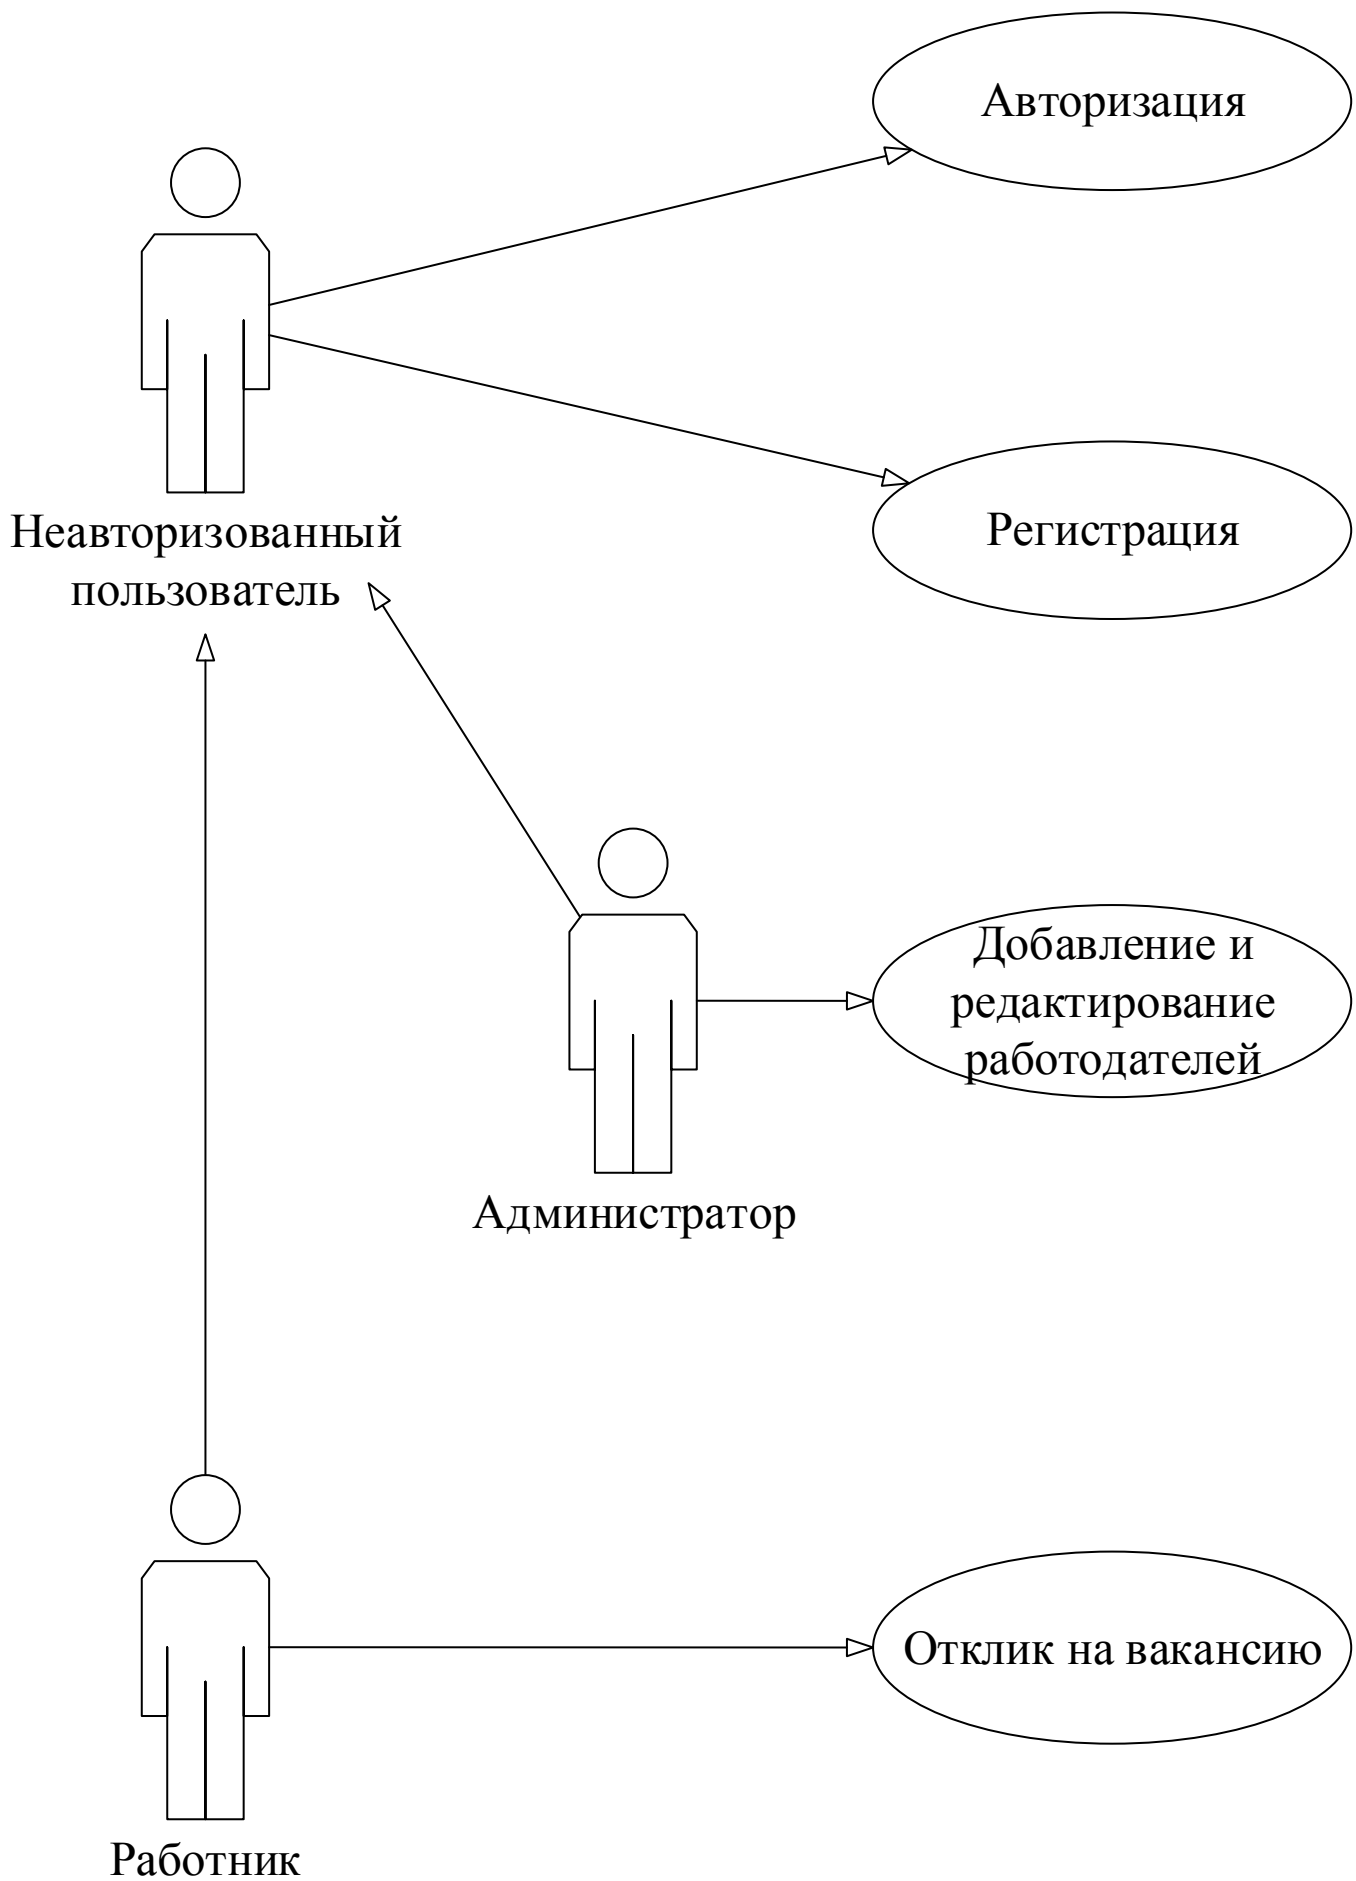 Авторизация
Неавторизованный
пользователь
Регистрация
Добавление и
редактирование
работодателей
Администратор
Отклик на вакансию
Работник